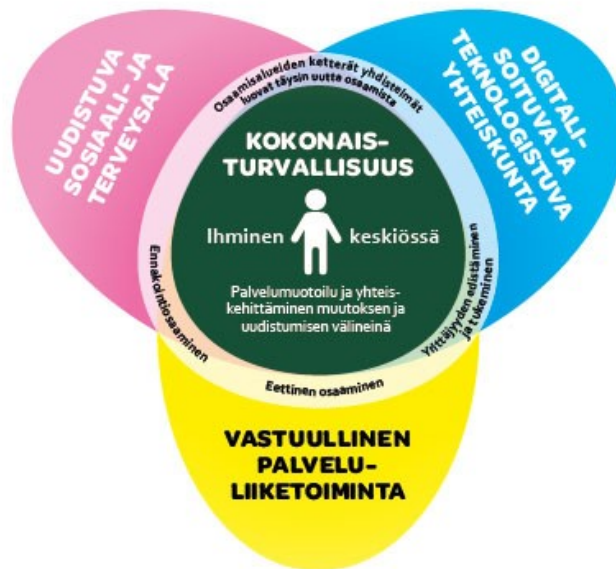 UUDISTUVA
SOSIAALI- JA
TERVEYSALA
DIGITALI-
SOITUVA JA
TEKNOLOGISTUVA
YHTEISKUNTA
Osaamisalueiden ketterät yhdistelmät
luovat täysin uutta osaamista
KOKONAIS-
TURVALLISUUS
Ihminen keskiössä
Palvelumuotoilu ja yhteis-
kehittäminen muutoksen ja
uudistumisen välineinä
Ennakointiosaaminen
Yrittäjyyden edistäminen
ja tukeminen
Eettinen osaaminen
VASTUULLINEN
PALVELU-
LIIKETOIMINTA